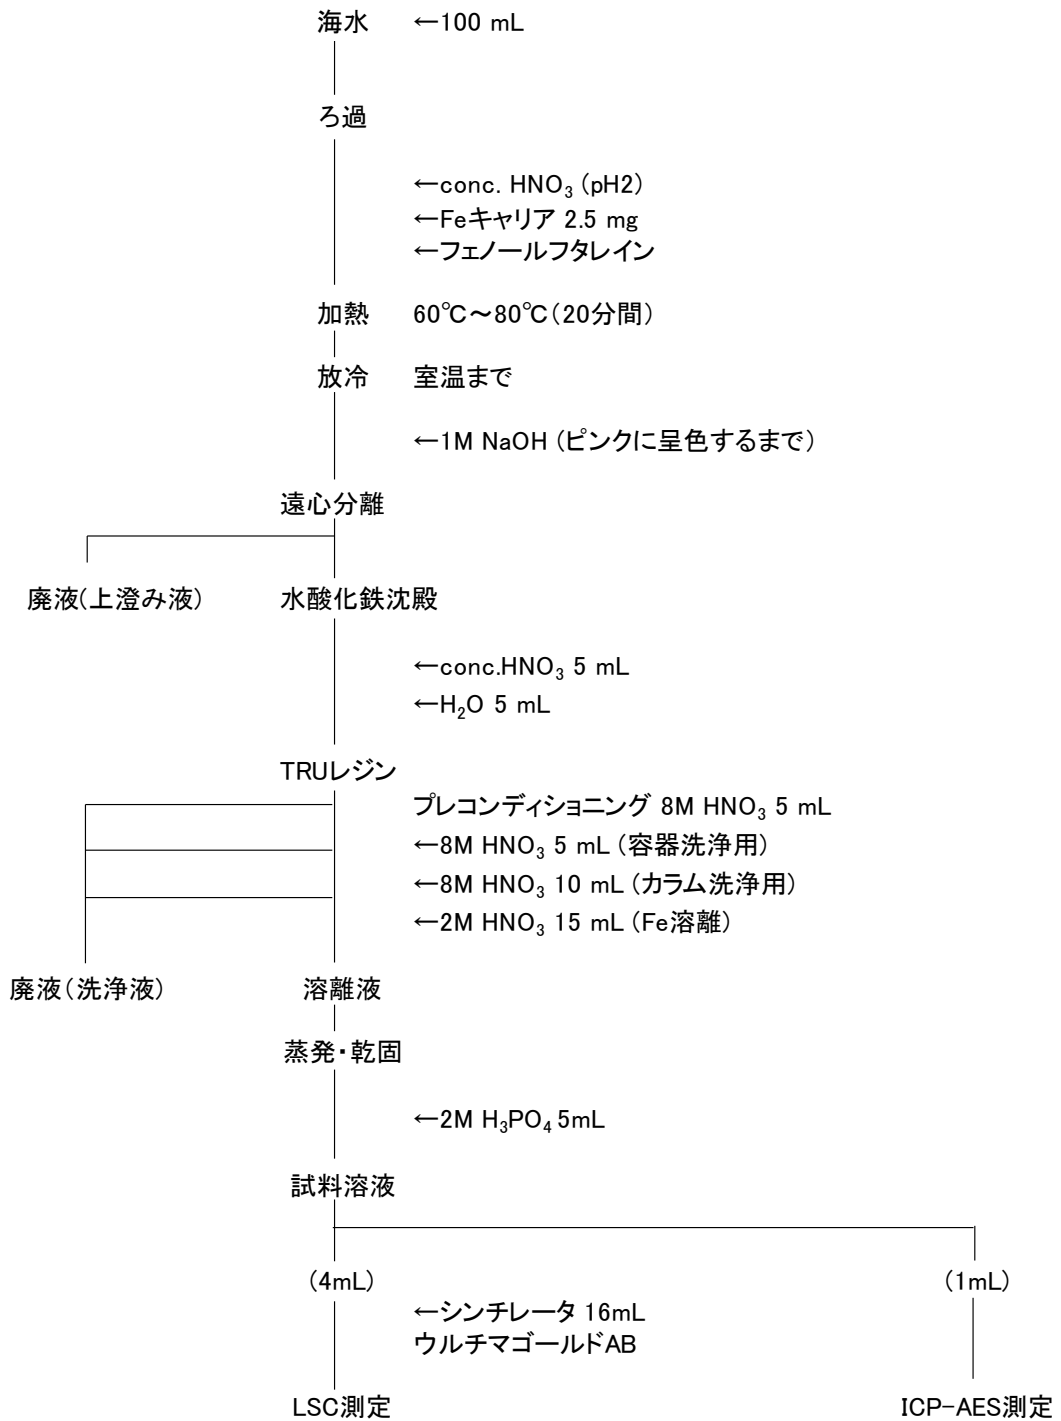 海水 ←100 mL
ろ過
←conc. HNO₃ (pH2)
←Feキャリア 2.5 mg
←フェノールフタレイン
加熱 60℃～80℃(20分間)
放冷 室温まで
←1M NaOH (ピンクに呈色するまで)
遠心分離
廃液(上澄み液) 水酸化鉄沈殿
←conc.HNO₃ 5 mL
←H₂O 5 mL
TRUレジン
プレコンディショニング 8M HNO₃ 5 mL
←8M HNO₃ 5 mL (容器洗浄用)
←8M HNO₃ 10 mL (カラム洗浄用)
←2M HNO₃ 15 mL (Fe溶離)
廃液(洗浄液) 溶離液
蒸発・乾固
←2M H₃PO₄ 5mL
試料溶液
(4mL) (1mL)
←シンチレータ 16mL
ウルチマゴールドAB
LSC測定 ICP-AES測定